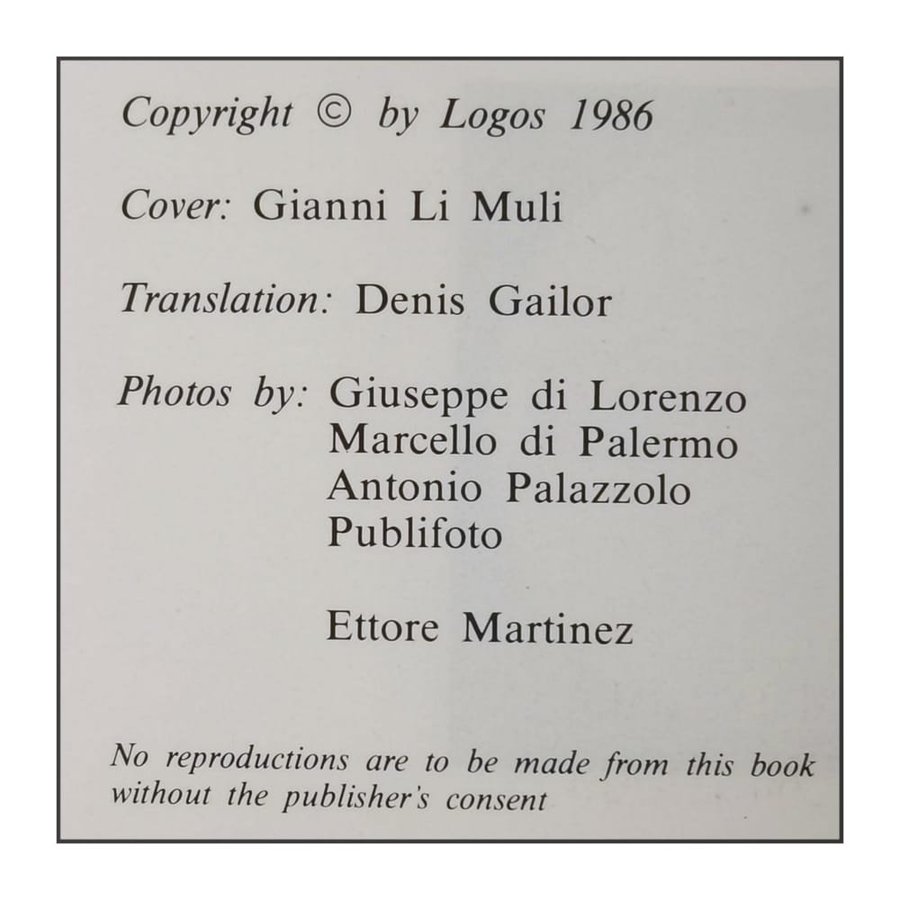 Copyright © by Logos 1986
Cover: Gianni Li Muli
Translation: Denis Gailor
Photos by: Giuseppe di Lorenzo
Marcello di Palermo
Antonio Palazzolo
Publifoto
Ettore Martinez
No reproductions are to be made from this book
without the publisher's consent